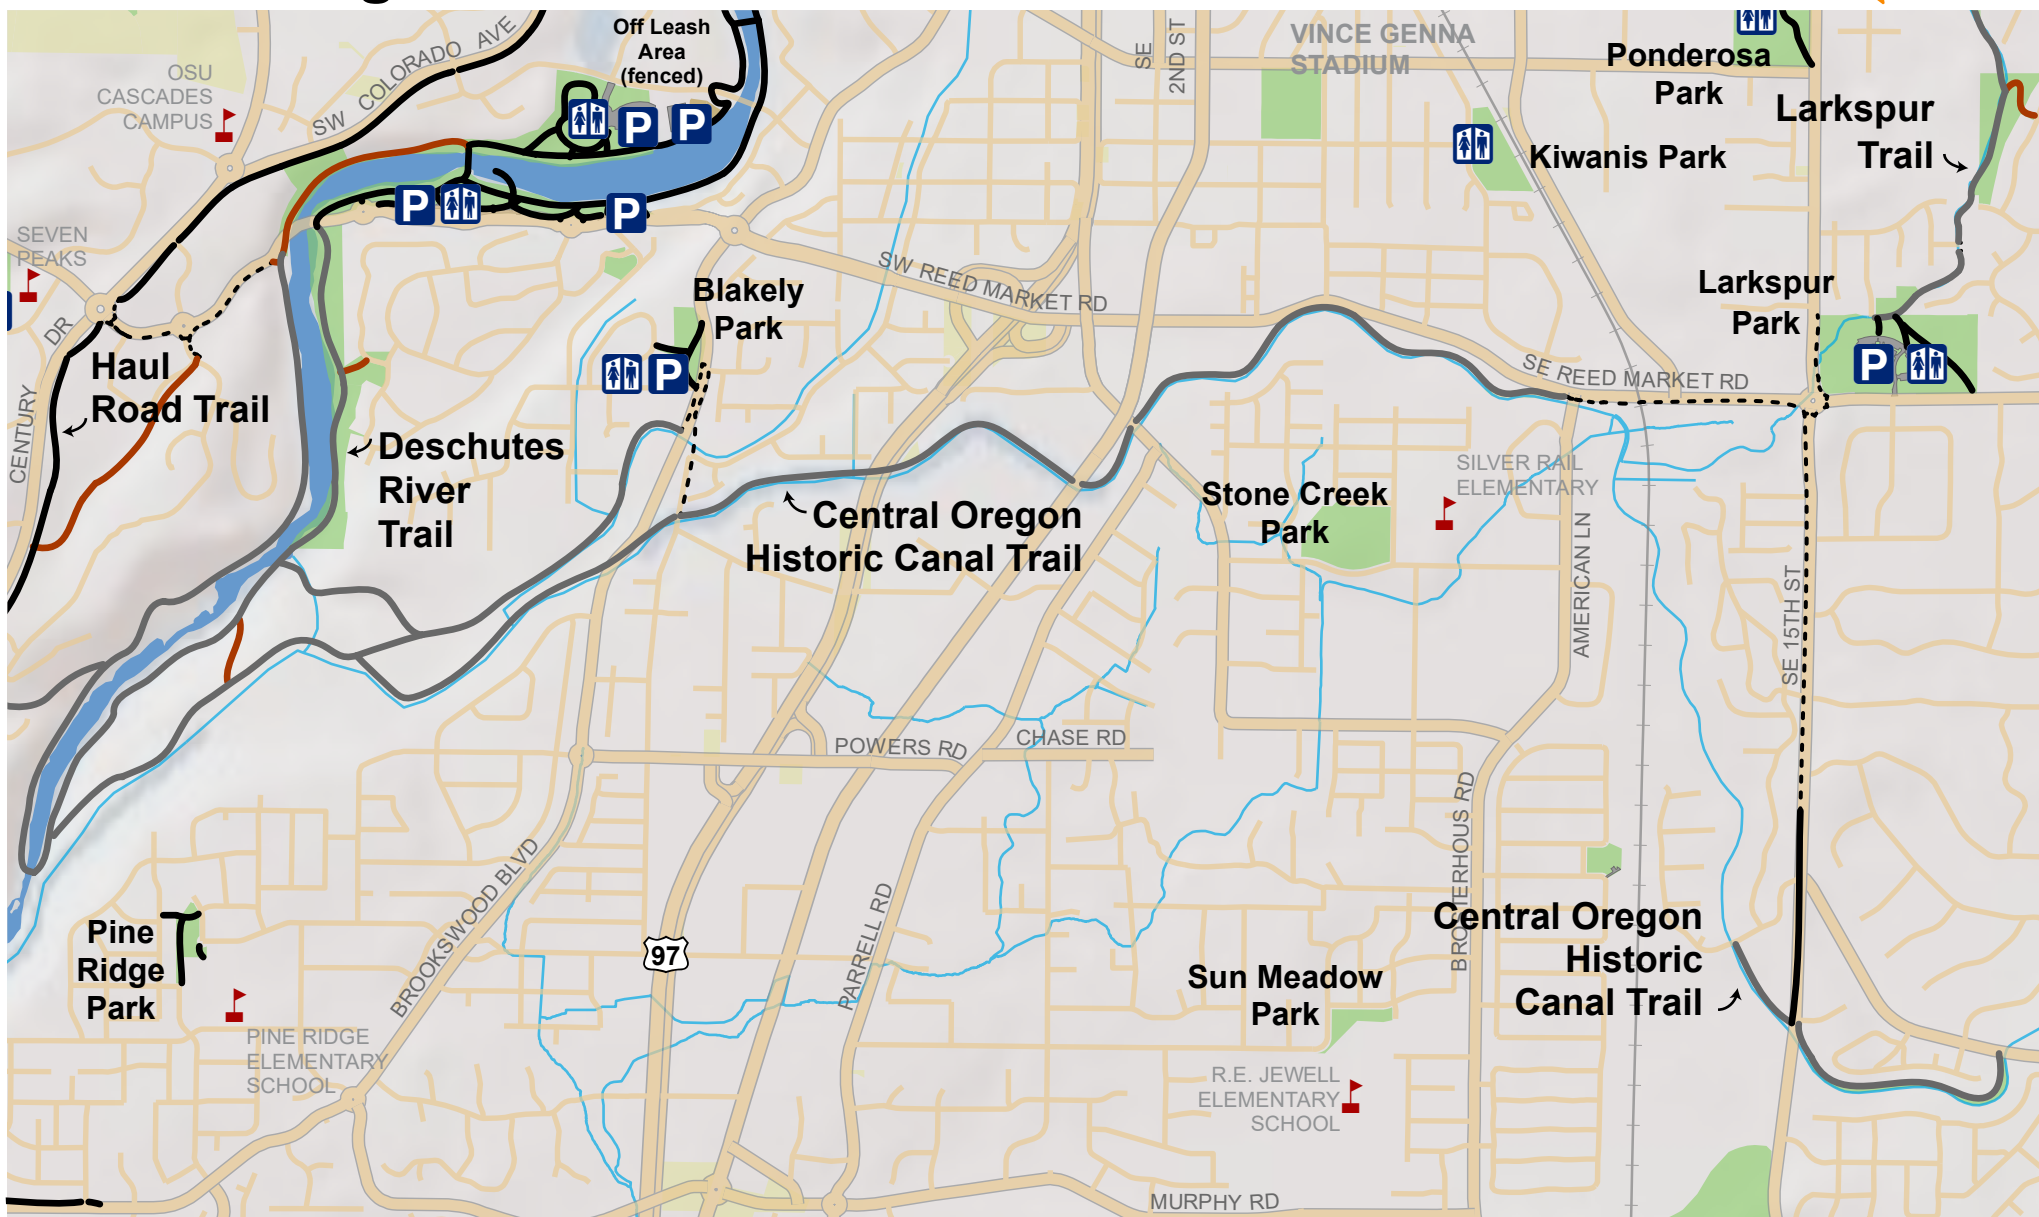 Off Leash
Area
(fenced)
OSU
CASCADES
CAMPUS
SW COLORADO AVE
SE
2ND ST
VINCE GENNA
STADIUM
Ponderosa
Park
Larkspur
Trail
Kiwanis Park
P
P
P
P
SEVEN
PEAKS
Blakely
Park
SW REED MARKET RD
Larkspur
Park
DR
CENTURY
Haul
Road Trail
P
SE REED MARKET RD
P
Deschutes
River
Trail
Central Oregon
Historic Canal Trail
Stone Creek
Park
SILVER RAIL
ELEMENTARY
AMERICAN LN
SE 15TH ST
POWERS RD
CHASE RD
BROSTERHOUS RD
BROOKSWOOD BLVD
PARRELL RD
97
Pine
Ridge
Park
Central Oregon
Historic
Canal Trail
Sun Meadow
Park
PINE RIDGE
ELEMENTARY
SCHOOL
R.E. JEWELL
ELEMENTARY
SCHOOL
MURPHY RD